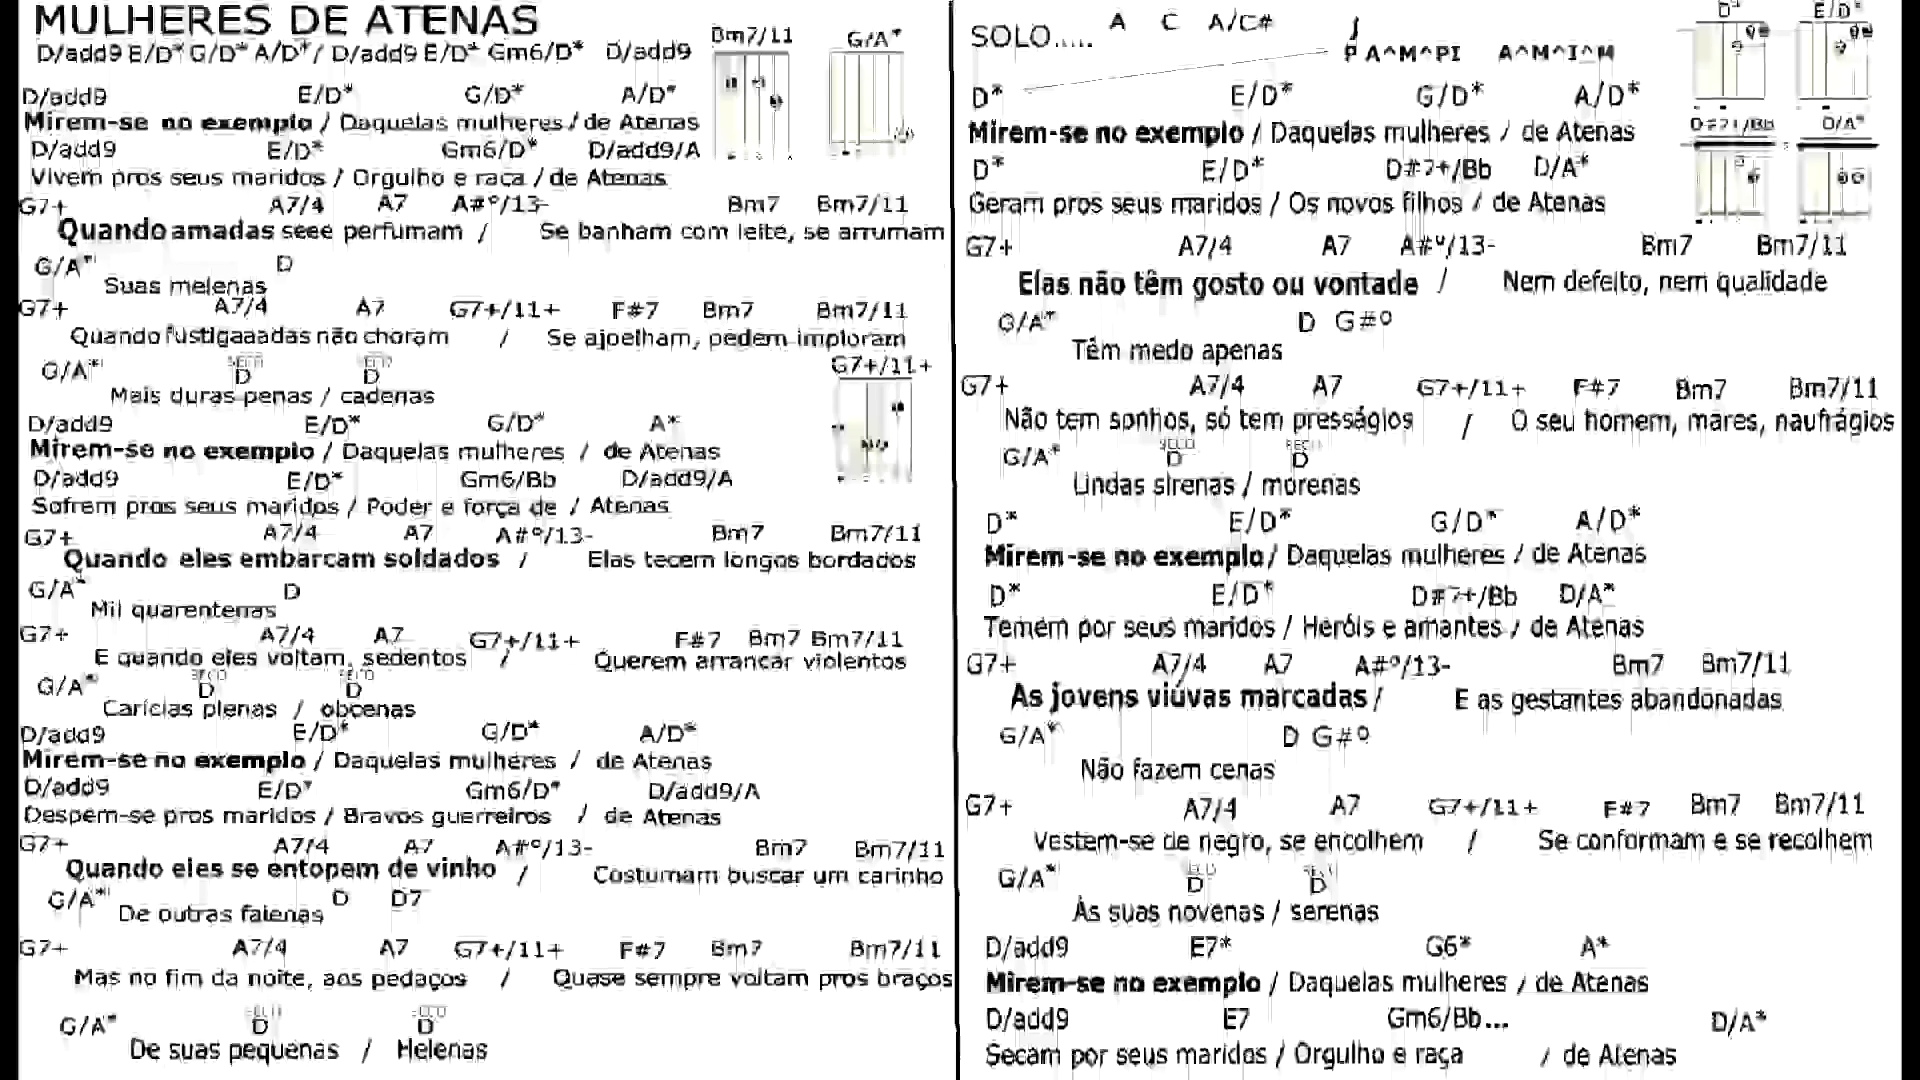 MULHERES DE ATENAS
D/add9 E/D* G/D* A/D*/ D/add9 E/D* Gm6/D* D/add9
Bm7/11 G/A*
D/add9 E/D* G/D* A/D*
Mirem-se no exemplo / Daquelas mulheres / de Atenas
D/add9 E/D* Gm6/D* D/add9/A
Vivem pros seus maridos / Orgulho e raça / de Atenas
G7+ A7/4 A7 A#º/13- Bm7 Bm7/11
Quando amadas seee perfumam / Se banham com leite, se arrumam
G/A* D
Suas melenas
G7+ A7/4 A7 G7+/11+ F#7 Bm7 Bm7/11
Quando fustigaaadas não choram / Se ajoelham, pedem imploram
G/A* D D
G7+/11+
Mais duras penas / cadenas
D/add9 E/D* G/D* A*
Mirem-se no exemplo / Daquelas mulheres / de Atenas
D/add9 E/D* Gm6/Bb D/add9/A
Sofrem pros seus maridos / Poder e força de / Atenas
G7+ A7/4 A7 A#º/13- Bm7 Bm7/11
Quando eles embarcam soldados / Elas tecem longos bordados
G/A* D
Mil quarentenas
G7+ A7/4 A7 G7+/11+ F#7 Bm7 Bm7/11
E quando eles voltam, sedentos / Querem arrancar violentos
G/A* D D
Carícias plenas / obcenas
D/add9 E/D* G/D* A/D*
Mirem-se no exemplo / Daquelas mulheres / de Atenas
D/add9 E/D* Gm6/D* D/add9/A
Despem-se pros maridos / Bravos guerreiros / de Atenas
G7+ A7/4 A7 A#º/13- Bm7 Bm7/11
Quando eles se entopem de vinho / Costumam buscar um carinho
G/A* D D7
De outras falenas
G7+ A7/4 A7 G7+/11+ F#7 Bm7 Bm7/11
Mas no fim da noite, aos pedaços / Quase sempre voltam pros braços
G/A* D D
De suas pequenas / Helenas
SOLO..... A C A/C#
P A^M^PI A^M^I^M
D* E/D*
D* E/D* G/D* A/D*
Mirem-se no exemplo / Daquelas mulheres / de Atenas
D#7+/Bb D/A*
D* E/D* D#7+/Bb D/A*
Geram pros seus maridos / Os novos filhos / de Atenas
G7+ A7/4 A7 A#º/13- Bm7 Bm7/11
Elas não têm gosto ou vontade / Nem defeito, nem qualidade
G/A* D G#º
Têm medo apenas
G7+ A7/4 A7 G7+/11+ F#7 Bm7 Bm7/11
Não tem sonhos, só tem presságios / O seu homem, mares, naufrágios
G/A* SECO D D
Lindas sirenas / morenas
D* E/D* G/D* A/D*
Mirem-se no exemplo / Daquelas mulheres / de Atenas
D* E/D* D#7+/Bb D/A*
Temem por seus maridos / Heróis e amantes / de Atenas
G7+ A7/4 A7 A#º/13- Bm7 Bm7/11
As jovens viúvas marcadas / E as gestantes abandonadas
G/A* D G#º
Não fazem cenas
G7+ A7/4 A7 G7+/11+ F#7 Bm7 Bm7/11
Vestem-se de negro, se encolhem / Se conformam e se recolhem
G/A* D D
Às suas novenas / serenas
D/add9 E7* G6* A*
Mirem-se no exemplo / Daquelas mulheres / de Atenas
D/add9 E7 Gm6/Bb... D/A*
Secam por seus maridos / Orgulho e raça / de Atenas